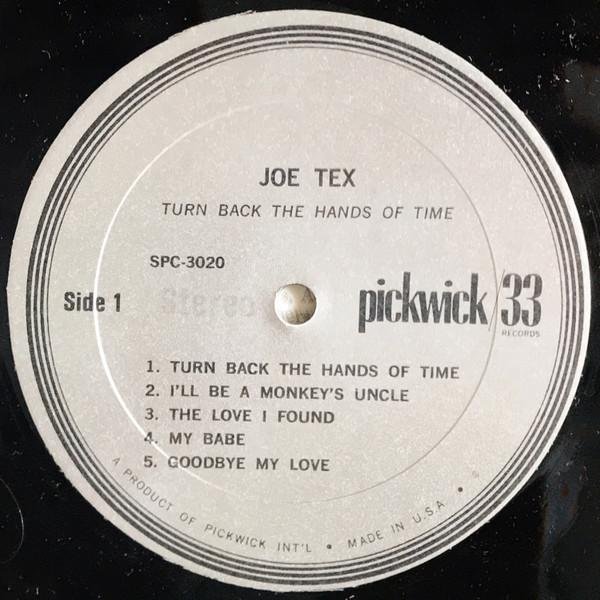 JOE TEX
TURN BACK THE HANDS OF TIME
SPC-3020
Side 1
Stereo
pickwick/33
RECORDS
1. TURN BACK THE HANDS OF TIME
2. I'LL BE A MONKEY'S UNCLE
3. THE LOVE I FOUND
4. MY BABE
5. GOODBYE MY LOVE
A PRODUCT OF PICKWICK INT'L • MADE IN U.S.A •